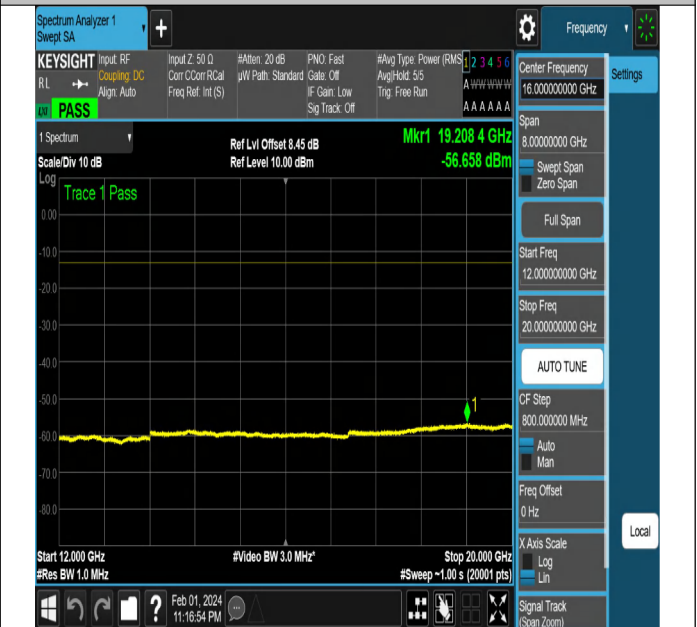 Spectrum Analyzer 1
Swept SA
Frequency
KEYSIGHT
RL
Input: RF
Coupling: DC
Align: Auto
Input Z: 50 Ω
Corr CCorr RCal
Freq Ref: Int (S)
#Atten: 20 dB
µW Path: Standard
PNO: Fast
Gate: Off
IF Gain: Low
Sig Track: Off
#Avg Type: Power (RMS
Avg|Hold: 5/5
Trig: Free Run
1 2 3 4 5 6
A W W W W W
A A A A A A
PASS
1 Spectrum
Scale/Div 10 dB
Log
Ref Lvl Offset 8.45 dB
Ref Level 10.00 dBm
Mkr1 19.208 4 GHz
-56.658 dBm
Trace 1 Pass
0.00
-10.0
-20.0
-30.0
-40.0
-50.0
-60.0
-70.0
-80.0
1
Start 12.000 GHz
#Res BW 1.0 MHz
#Video BW 3.0 MHz*
Stop 20.000 GHz
#Sweep ~1.00 s (20001 pts)
?
Feb 01, 2024
11:16:54 PM
Center Frequency
16.000000000 GHz
Settings
Span
8.00000000 GHz
Swept Span
Zero Span
Full Span
Start Freq
12.000000000 GHz
Stop Freq
20.000000000 GHz
AUTO TUNE
CF Step
800.000000 MHz
Auto
Man
Freq Offset
0 Hz
Local
X Axis Scale
Log
Lin
Signal Track
(Span Zoom)